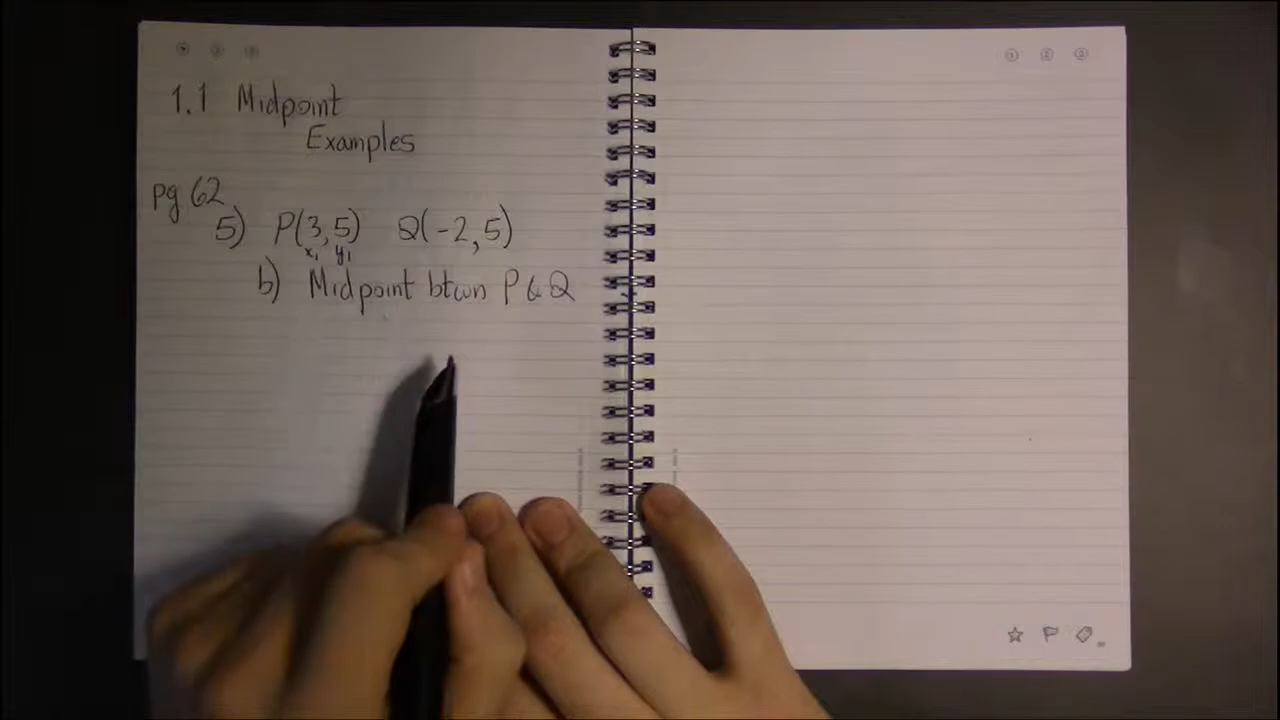 1.1 Midpoint
Examples
pg 62
5) P(3,5) Q(-2,5)
x₁ y₁
b) Midpoint btwn P & Q